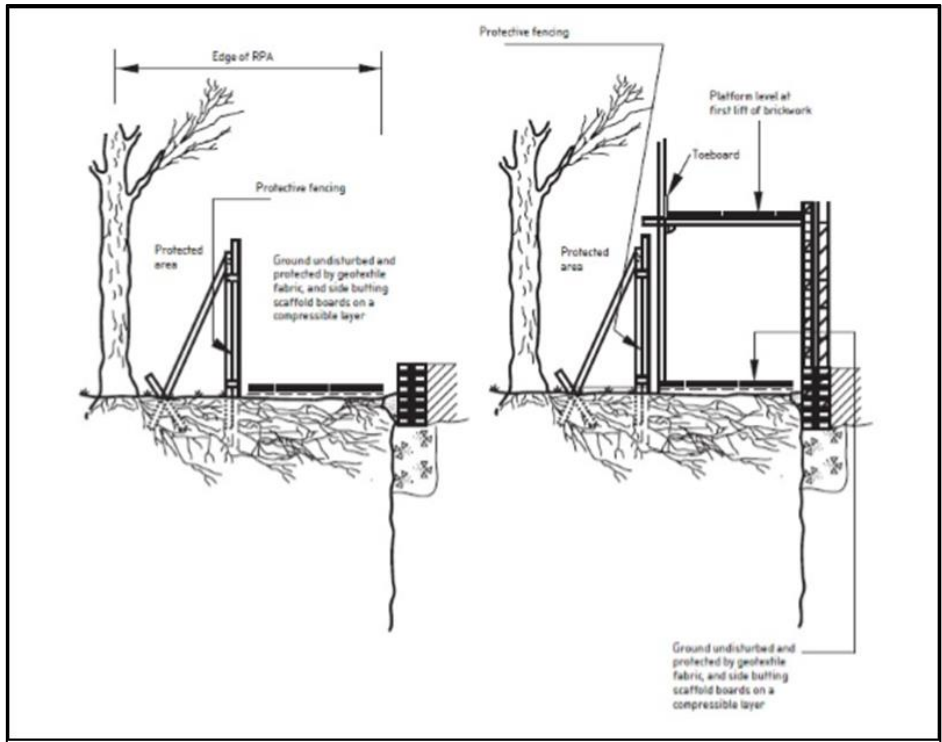 Edge of RPA
Protective fencing
Protected
area
Ground undisturbed and
protected by geotextile
fabric, and side butting
scaffold boards on a
compressible layer
Protective fencing
Platform level at
first lift of brickwork
Toeboard
Protected
area
Ground undisturbed and
protected by geotextile
fabric, and side butting
scaffold boards on a
compressible layer